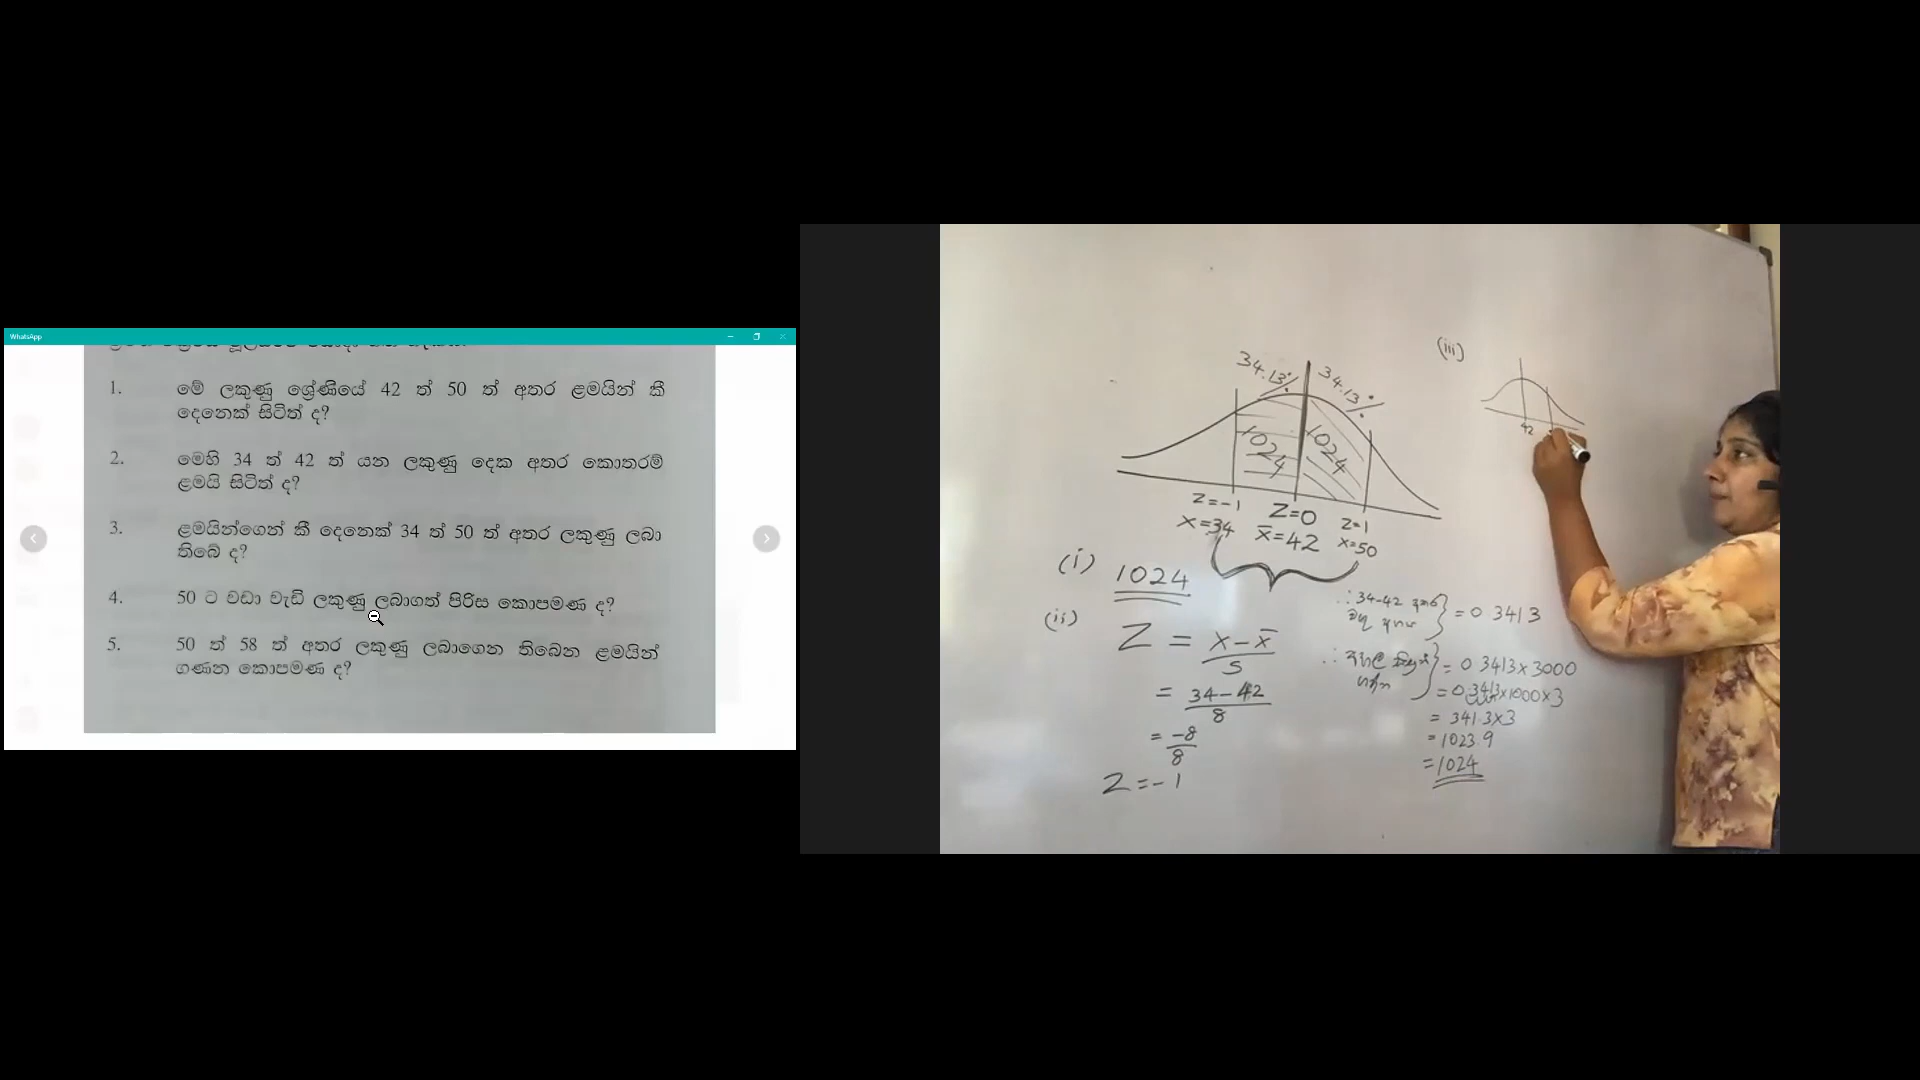 WhatsApp
1. මේ ලකුණු ශ්‍රේණියේ 42 ත් 50 ත් අතර ළමයින් කී
දෙනෙක් සිටිත් ද?
2. මෙහි 34 ත් 42 ත් යන ලකුණු දෙක අතර කොතරම්
ළමයි සිටිත් ද?
3. ළමයින්ගෙන් කී දෙනෙක් 34 ත් 50 ත් අතර ලකුණු ලබා
තිබේ ද?
4. 50 ට වඩා වැඩි ලකුණු ලබාගත් පිරිස කොපමණ ද?
5. 50 ත් 58 ත් අතර ලකුණු ලබාගෙන තිබෙන ළමයින්
ගණන කොපමණ ද?
34.13% 34.13%
1024 1024
Z=-1 Z=0 Z=1
x=34 x̄=42 x=50
(i) 1024
(ii) Z = x-x̄/S
= 34-42/8
= -8/8
Z=-1
∴ 34-42 අතර = 0.3413
= 0.3413x3000
= 0.3413x1000x3
= 341.3x3
= 1023.9
= 1024
(iii)
42